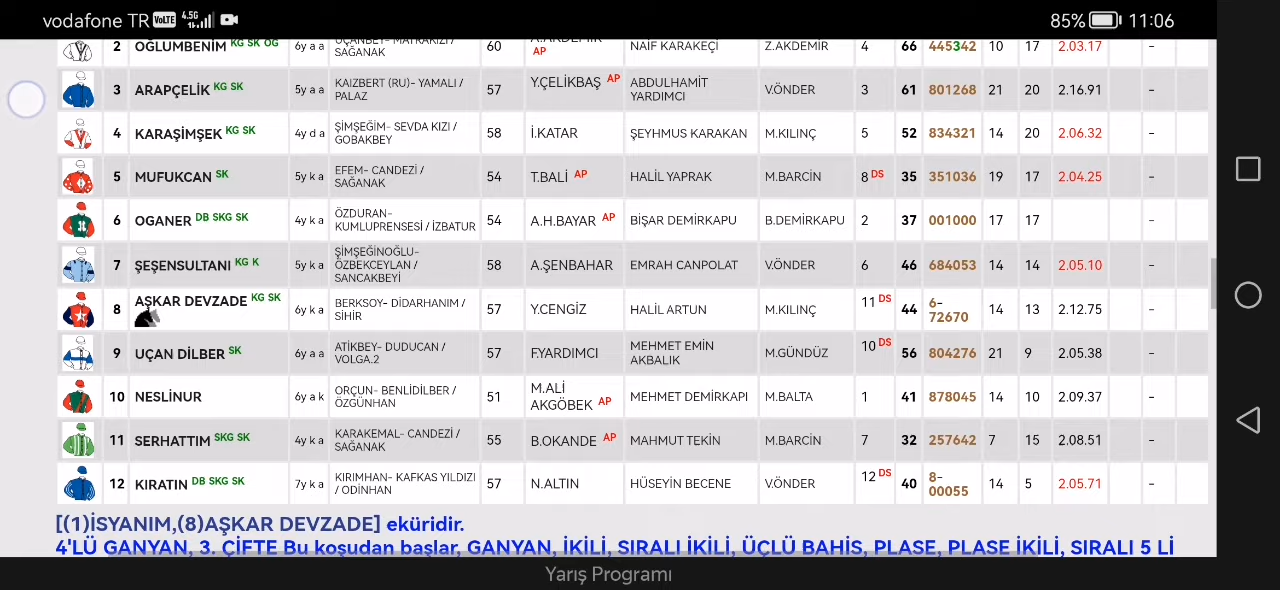 vodafone TR VoLTE 4.5G 85% 11:06
2 OĞLUMBENİM KG SK OG 6y a a ÜÇANBEY- MATRAKIZI / SAĞANAK 60 A.AKDEMİR AP NAİF KARAKEÇİ Z.AKDEMİR 4 66 445342 10 17 2.03.17 -
3 ARAPÇELİK KG SK 5y a a KAIZBERT (RU)- YAMALI / PALAZ 57 Y.ÇELİKBAŞ AP ABDULHAMİT YARDIMCI V.ÖNDER 3 61 801268 21 20 2.16.91 -
4 KARAŞİMŞEK KG SK 4y d a ŞİMŞEĞİM- SEVDA KIZI / GOBAKBEY 58 İ.KATAR ŞEYHMUS KARAKAN M.KILINÇ 5 52 834321 14 20 2.06.32 -
5 MUFUKCAN SK 5y k a EFEM- CANDEZİ / SAĞANAK 54 T.BALİ AP HALİL YAPRAK M.BARCİN 8 DS 35 351036 19 17 2.04.25 -
6 OGANER DB SKG SK 4y k a ÖZDURAN- KUMLUPRENSESİ / İZBATUR 54 A.H.BAYAR AP BİŞAR DEMİRKAPU B.DEMİRKAPU 2 37 001000 17 17 -
7 ŞEŞENSULTANI KG K 5y k a ŞİMŞEĞİNOĞLU- ÖZBEKCEYLAN / SANCAKBEYİ 58 A.ŞENBAHAR EMRAH CANPOLAT V.ÖNDER 6 46 684053 14 14 2.05.10 -
8 AŞKAR DEVZADE KG SK 6y k a BERKSOY- DİDARHANIM / SİHİR 57 Y.CENGİZ HALİL ARTUN M.KILINÇ 11 DS 44 6-72670 14 13 2.12.75 -
9 UÇAN DİLBER SK 6y a a ATİKBEY- DUDUCAN / VOLGA.2 57 F.YARDIMCI MEHMET EMİN AKBALIK M.GÜNDÜZ 10 DS 56 804276 21 9 2.05.38 -
10 NESLİNUR 6y a k ORÇUN- BENLİDİLBER / ÖZGÜNHAN 51 M.ALİ AKGÖBEK AP MEHMET DEMİRKAPI M.BALTA 1 41 878045 14 10 2.09.37 -
11 SERHATTIM SKG SK 4y k a KARAKEMAL- CANDEZİ / SAĞANAK 55 B.OKANDE AP MAHMUT TEKİN M.BARCİN 7 32 257642 7 15 2.08.51 -
12 KIRATIN DB SKG SK 7y k a KIRIMHAN- KAFKAS YILDIZI / ODİNHAN 57 N.ALTIN HÜSEYİN BECENE V.ÖNDER 12 DS 40 8-00055 14 5 2.05.71 -
[(1)İSYANIM,(8)AŞKAR DEVZADE] eküridir.
4'LÜ GANYAN, 3. ÇİFTE Bu koşudan başlar, GANYAN, İKİLİ, SIRALI İKİLİ, ÜÇLÜ BAHİS, PLASE, PLASE İKİLİ, SIRALI 5 Lİ
Yarış Programı